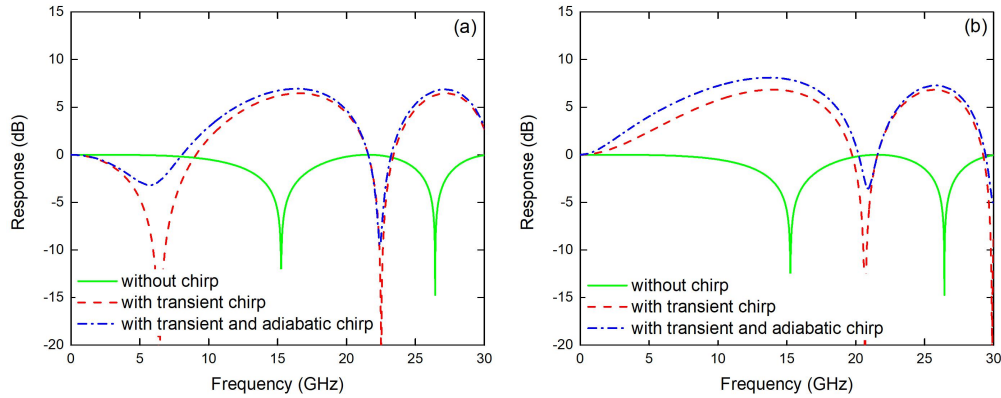 (a)
15
10
5
0
-5
-10
-15
-20
Response (dB)
without chirp
with transient chirp
with transient and adiabatic chirp
0 5 10 15 20 25 30
Frequency (GHz)
(b)
15
10
5
0
-5
-10
-15
-20
Response (dB)
without chirp
with transient chirp
with transient and adiabatic chirp
0 5 10 15 20 25 30
Frequency (GHz)